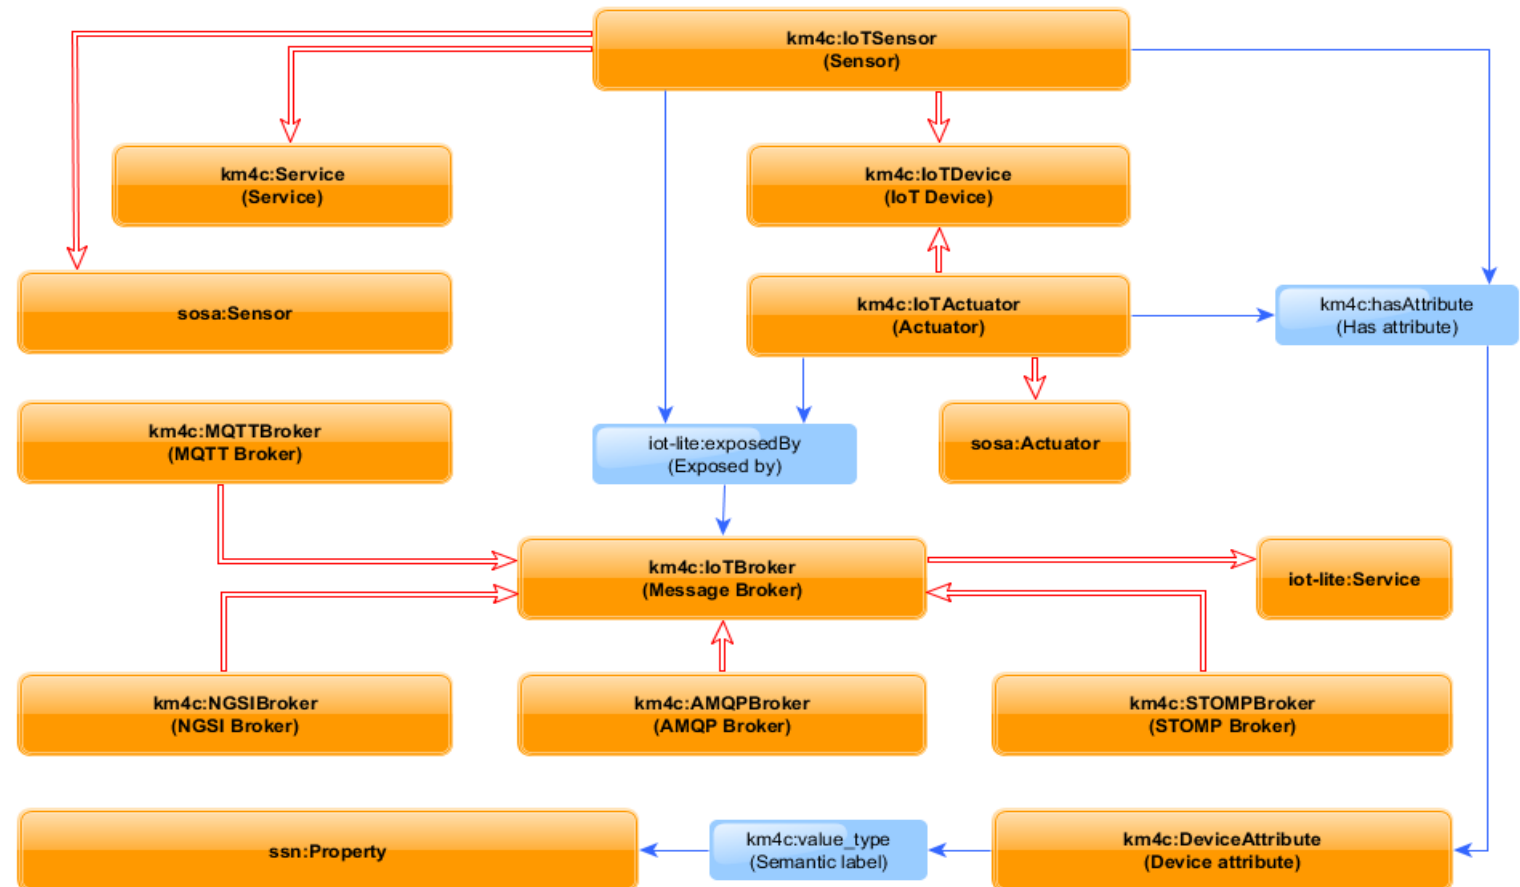 km4c:IoTSensor
(Sensor)
km4c:Service
(Service)
km4c:IoTDevice
(IoT Device)
sosa:Sensor
km4c:IoTActuator
(Actuator)
km4c:hasAttribute
(Has attribute)
km4c:MQTTBroker
(MQTT Broker)
iot-lite:exposedBy
(Exposed by)
sosa:Actuator
km4c:IoTBroker
(Message Broker)
iot-lite:Service
km4c:NGSIBroker
(NGSI Broker)
km4c:AMQPBroker
(AMQP Broker)
km4c:STOMPBroker
(STOMP Broker)
ssn:Property
km4c:value_type
(Semantic label)
km4c:DeviceAttribute
(Device attribute)